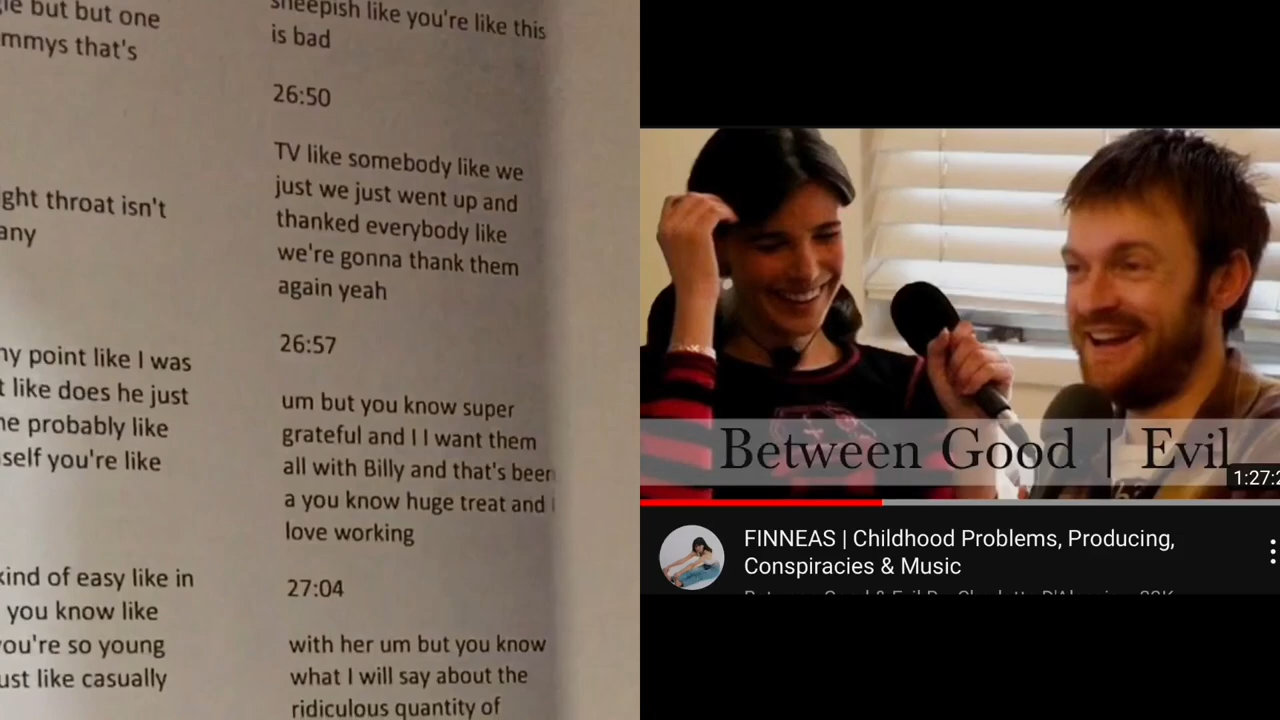 gle but but one
mmys that's
ght throat isn't
any
my point like I was
t like does he just
he probably like
self you're like
kind of easy like in
you know like
you're so young
ust like casually
sheepish like you're like this
is bad
26:50
TV like somebody like we
just we just went up and
thanked everybody like
we're gonna thank them
again yeah
26:57
um but you know super
grateful and I I want them
all with Billy and that's been
a you know huge treat and I
love working
27:04
with her um but you know
what I will say about the
ridiculous quantity of
Between Good | Evil
1:27:2
FINNEAS | Childhood Problems, Producing,
Conspiracies & Music